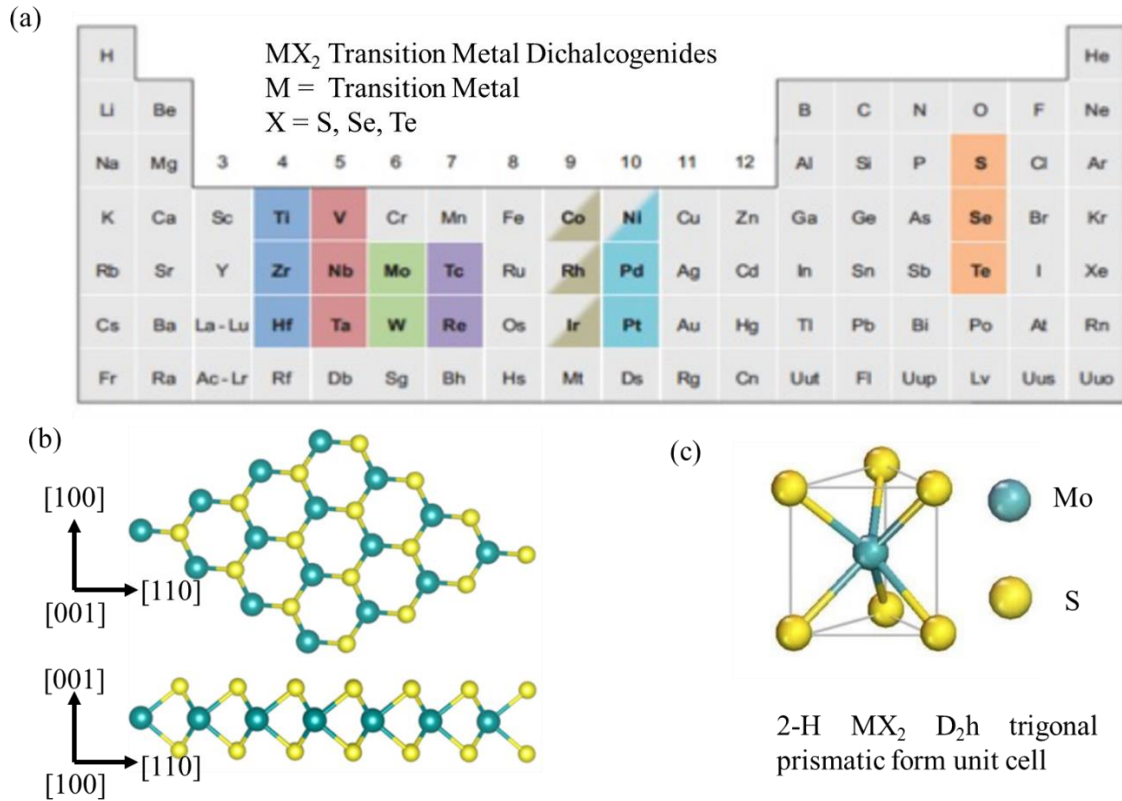 (a)
MX₂ Transition Metal Dichalcogenides
M = Transition Metal
X = S, Se, Te
H He
Li Be B C N O F Ne
Na Mg 3 4 5 6 7 8 9 10 11 12 Al Si P S Cl Ar
K Ca Sc Ti V Cr Mn Fe Co Ni Cu Zn Ga Ge As Se Br Kr
Rb Sr Y Zr Nb Mo Tc Ru Rh Pd Ag Cd In Sn Sb Te I Xe
Cs Ba La - Lu Hf Ta W Re Os Ir Pt Au Hg Tl Pb Bi Po At Rn
Fr Ra Ac - Lr Rf Db Sg Bh Hs Mt Ds Rg Cn Uut Fl Uup Lv Uus Uuo
(b)
[100]
[110]
[001]
[001]
[110]
[100]
(c)
Mo
S
2-H MX₂ D₂h trigonal
prismatic form unit cell